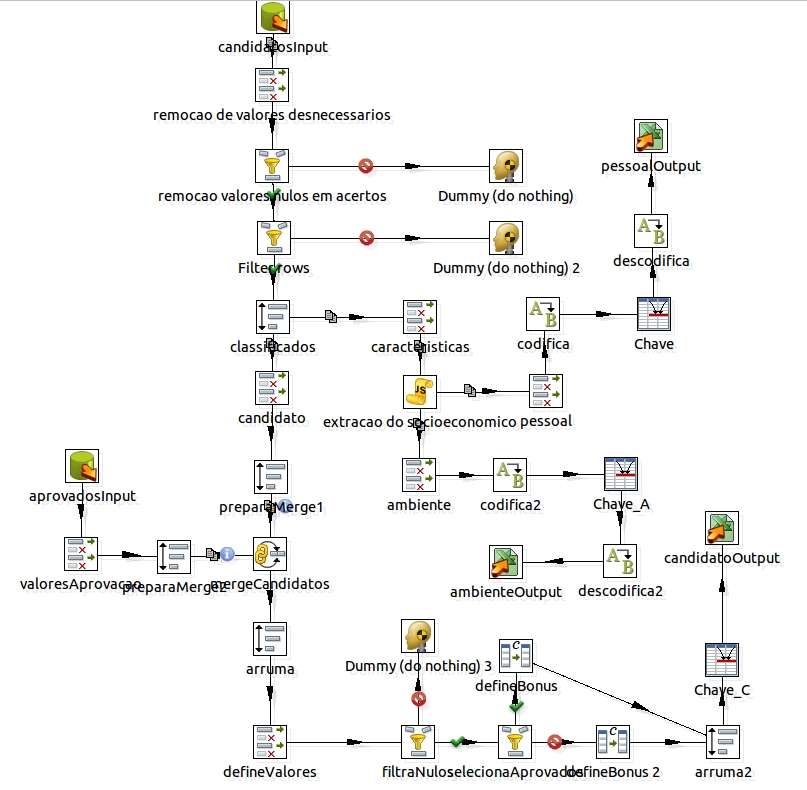 candidatosInput
remocao de valores desnecessarios
remocao valores nulos em acertos
Dummy (do nothing)
pessoalOutput
Filter rows
Dummy (do nothing) 2
descodifica
classificados
caracteristicas
codifica
Chave
candidato
extracao do socioeconomico
pessoal
aprovadosInput
preparaMerge1
ambiente
codifica2
Chave_A
valoresAprovacao
preparaMerge2
mergeCandidatos
ambienteOutput
descodifica2
candidatoOutput
arruma
Dummy (do nothing) 3
defineBonus
Chave_C
defineValores
filtraNulo
selecionaAprovados
defineBonus 2
arruma2